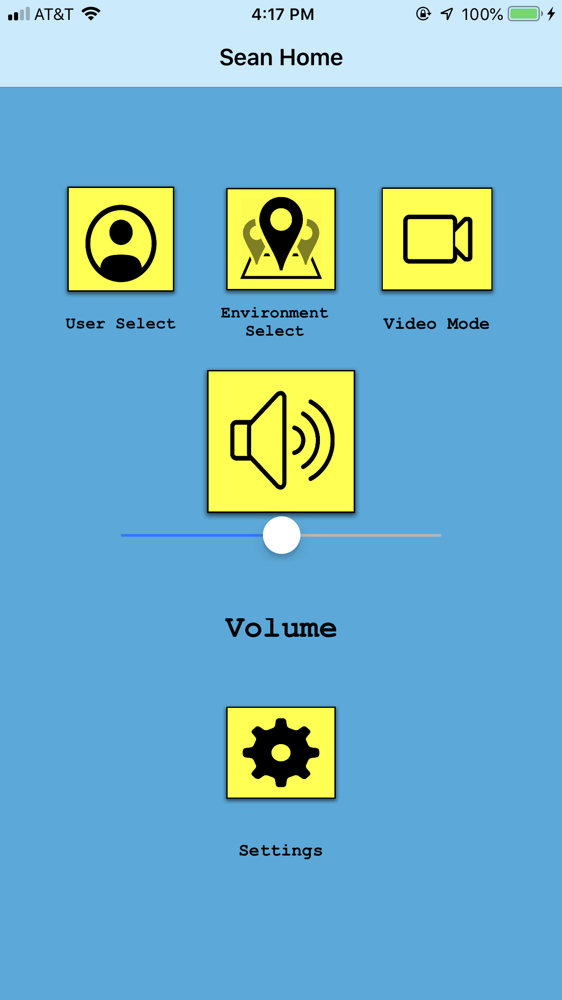 AT&T 4:17 PM 100%
Sean Home
User Select
Environment
Select
Video Mode
Volume
Settings